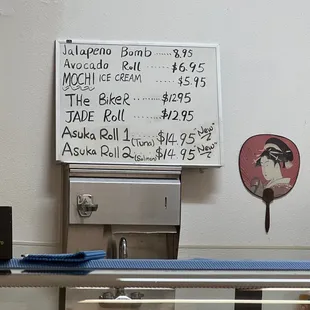 Jalapeno Bomb ..... 8.95
Avocado Roll ..... $6.95
MOCHI ICE CREAM .... $5.95
THE BIKER ........ $12.95
JADE Roll ........ $12.95
Asuka Roll 1 (Tuna) $14.95 New
Asuka Roll 2 (Salmon) $14.95 New